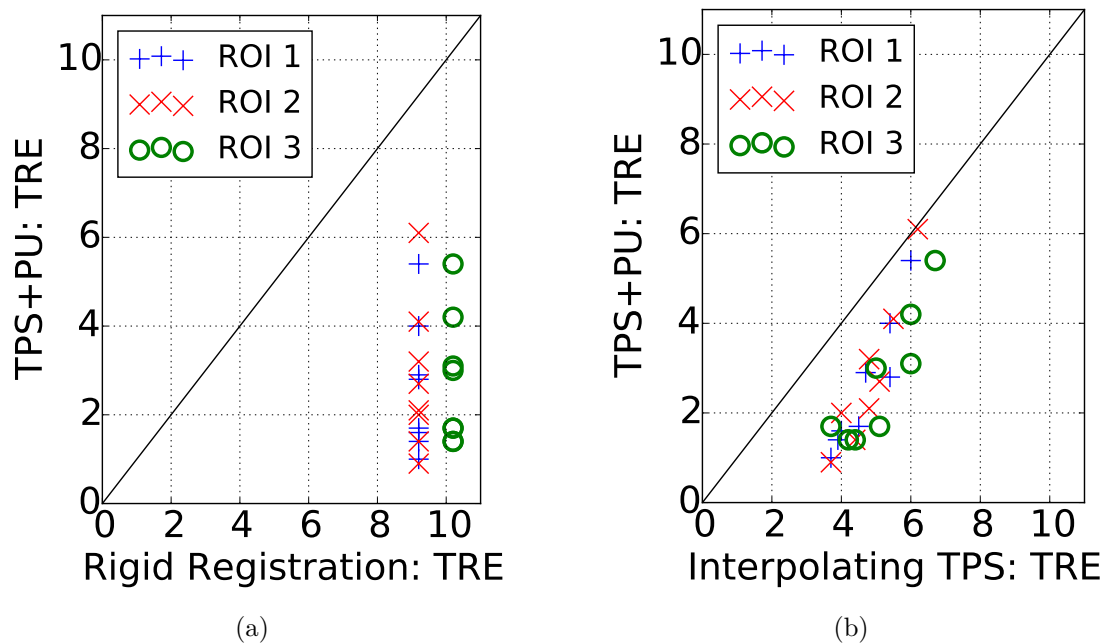 TPS+PU: TRE
10
8
6
4
2
0
ROI 1
ROI 2
ROI 3
0 2 4 6 8 10
Rigid Registration: TRE
(a)
TPS+PU: TRE
10
8
6
4
2
0
ROI 1
ROI 2
ROI 3
0 2 4 6 8 10
Interpolating TPS: TRE
(b)